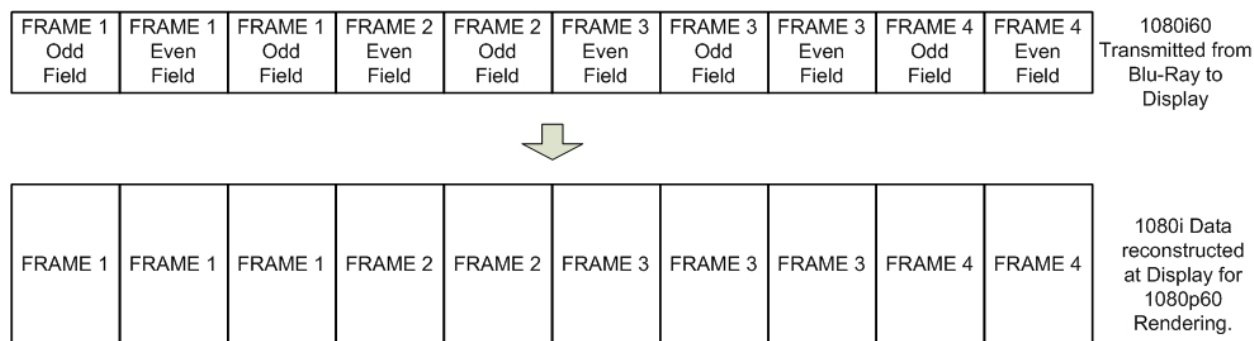 FRAME 1 FRAME 1 FRAME 1 FRAME 2 FRAME 2 FRAME 3 FRAME 3 FRAME 3 FRAME 4 FRAME 4
Odd Even Odd Even Odd Even Odd Even Odd Even
Field Field Field Field Field Field Field Field Field Field
1080i60
Transmitted from
Blu-Ray to
Display
FRAME 1 FRAME 1 FRAME 1 FRAME 2 FRAME 2 FRAME 3 FRAME 3 FRAME 3 FRAME 4 FRAME 4
1080i Data
reconstructed
at Display for
1080p60
Rendering.